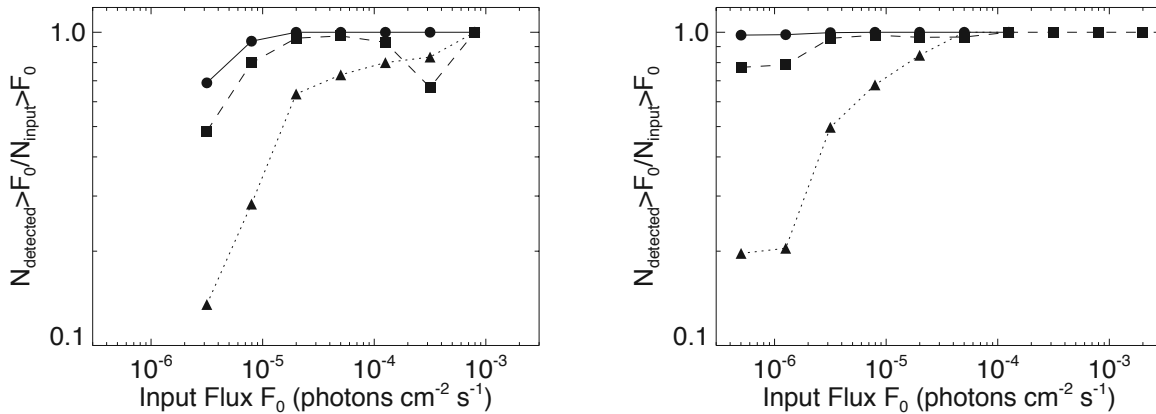 1.0
0.1
N_detected>F_0/N_input>F_0
10^-6 10^-5 10^-4 10^-3
Input Flux F_0 (photons cm^-2 s^-1)
1.0
0.1
N_detected>F_0/N_input>F_0
10^-6 10^-5 10^-4 10^-3
Input Flux F_0 (photons cm^-2 s^-1)